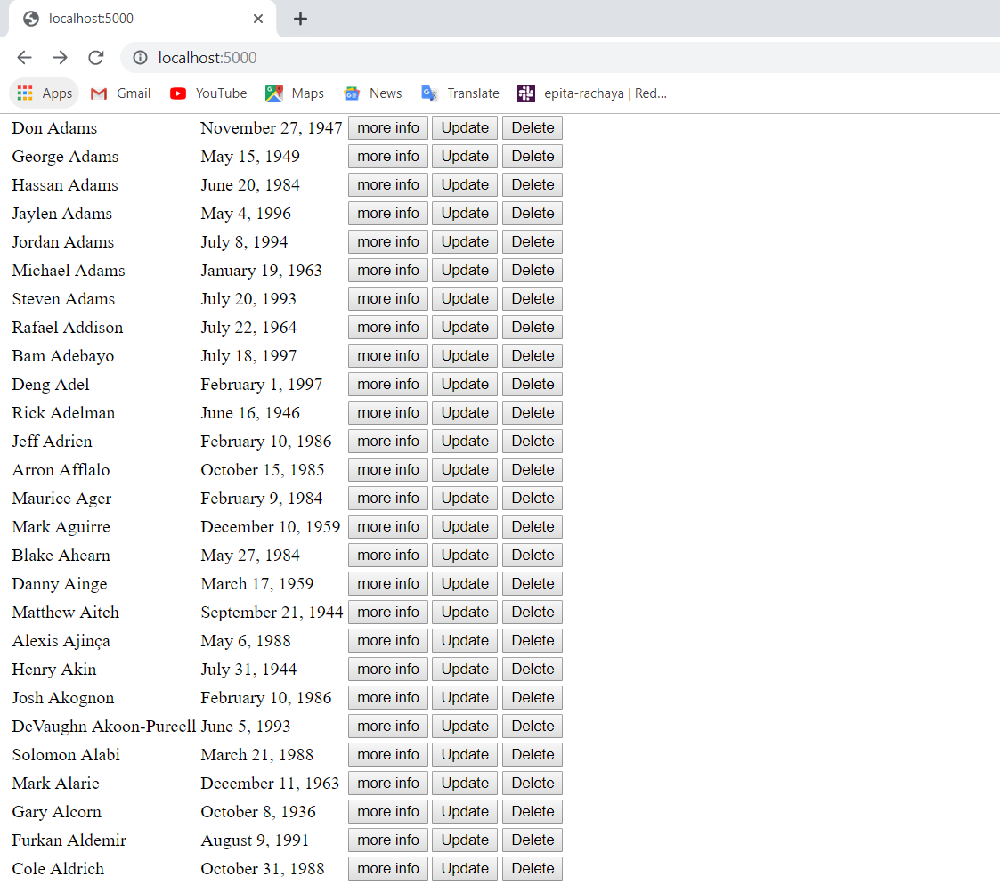 localhost:5000
localhost:5000
Apps Gmail YouTube Maps News Translate epita-rachaya | Red...
Don Adams November 27, 1947 more info Update Delete
George Adams May 15, 1949 more info Update Delete
Hassan Adams June 20, 1984 more info Update Delete
Jaylen Adams May 4, 1996 more info Update Delete
Jordan Adams July 8, 1994 more info Update Delete
Michael Adams January 19, 1963 more info Update Delete
Steven Adams July 20, 1993 more info Update Delete
Rafael Addison July 22, 1964 more info Update Delete
Bam Adebayo July 18, 1997 more info Update Delete
Deng Adel February 1, 1997 more info Update Delete
Rick Adelman June 16, 1946 more info Update Delete
Jeff Adrien February 10, 1986 more info Update Delete
Arron Afflalo October 15, 1985 more info Update Delete
Maurice Ager February 9, 1984 more info Update Delete
Mark Aguirre December 10, 1959 more info Update Delete
Blake Ahearn May 27, 1984 more info Update Delete
Danny Ainge March 17, 1959 more info Update Delete
Matthew Aitch September 21, 1944 more info Update Delete
Alexis Ajinça May 6, 1988 more info Update Delete
Henry Akin July 31, 1944 more info Update Delete
Josh Akognon February 10, 1986 more info Update Delete
DeVaughn Akoon-Purcell June 5, 1993 more info Update Delete
Solomon Alabi March 21, 1988 more info Update Delete
Mark Alarie December 11, 1963 more info Update Delete
Gary Alcorn October 8, 1936 more info Update Delete
Furkan Aldemir August 9, 1991 more info Update Delete
Cole Aldrich October 31, 1988 more info Update Delete